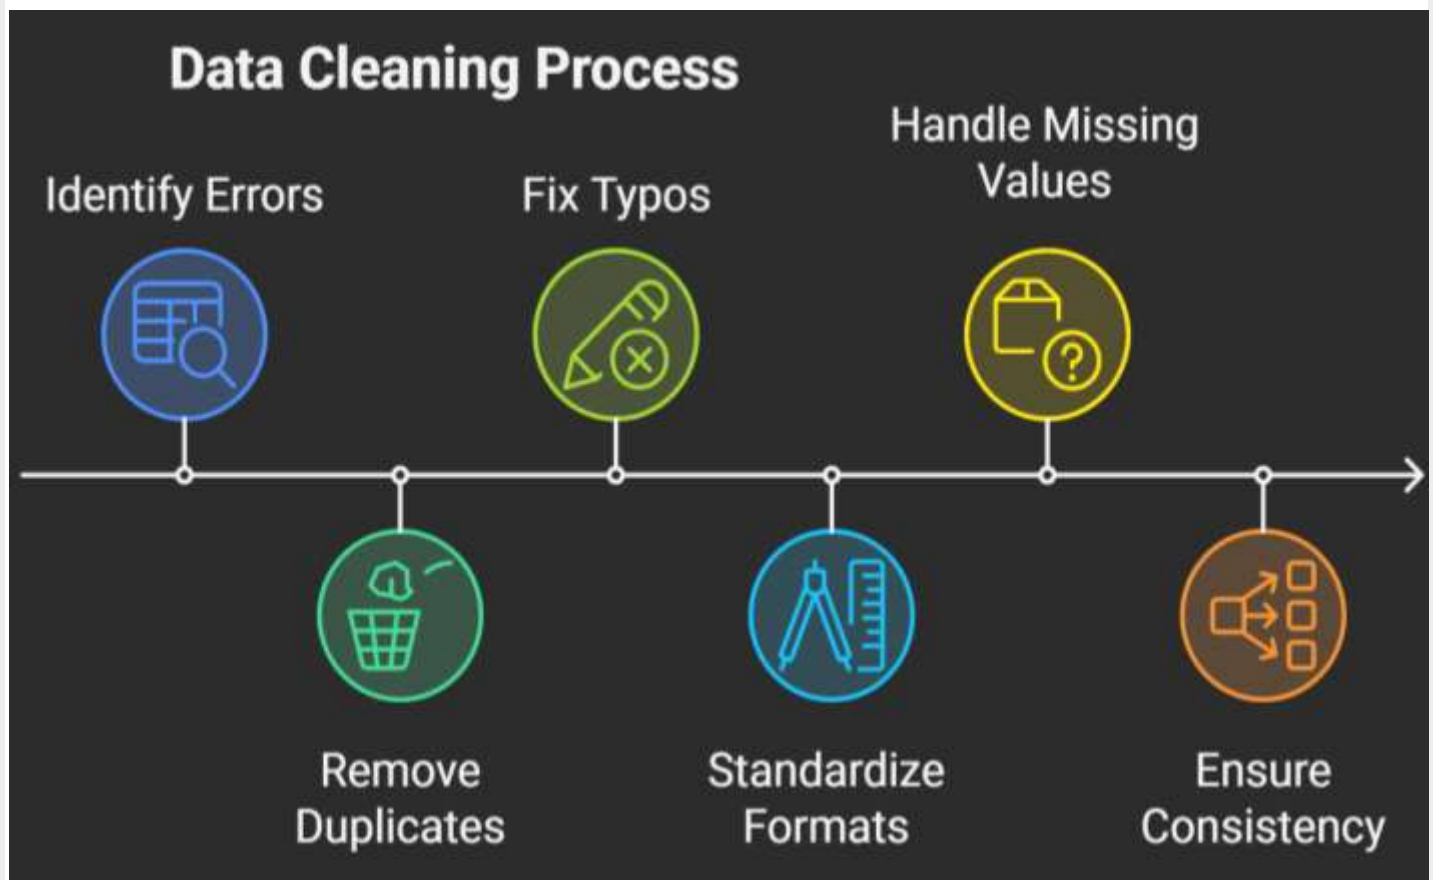 Data Cleaning Process
Identify Errors
Remove
Duplicates
Fix Typos
Standardize
Formats
Handle Missing
Values
Ensure
Consistency